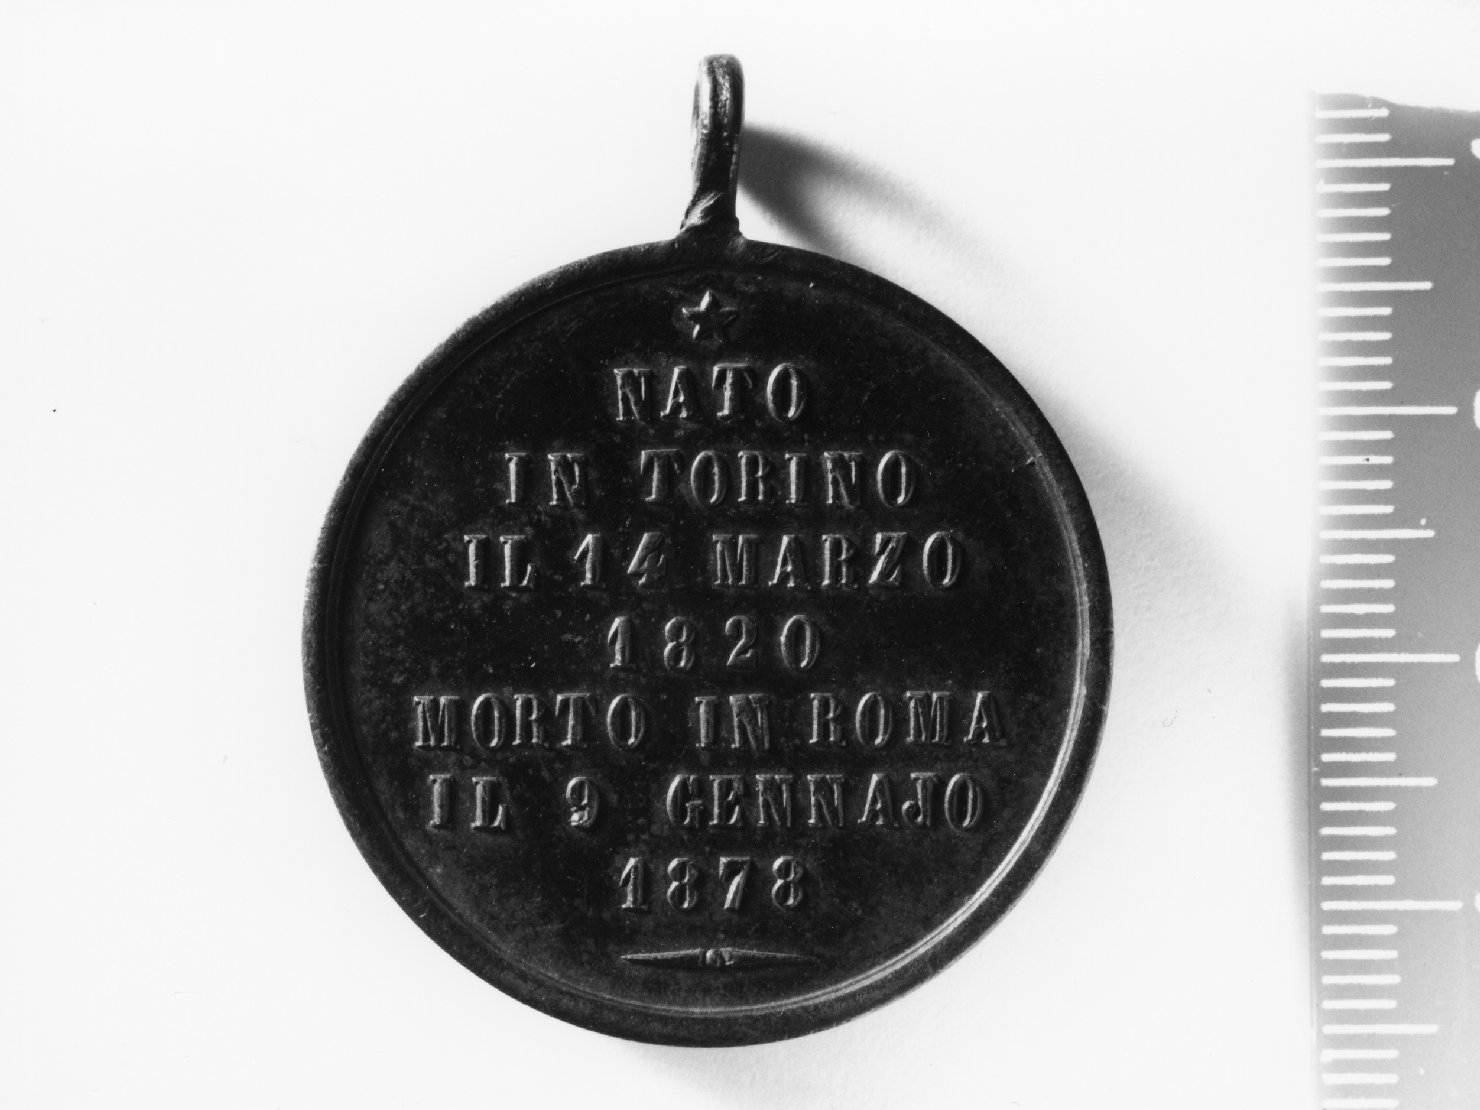 NATO
IN TORINO
IL 14 MARZO
1820
MORTO IN ROMA
IL 9 GENNAJO
1878